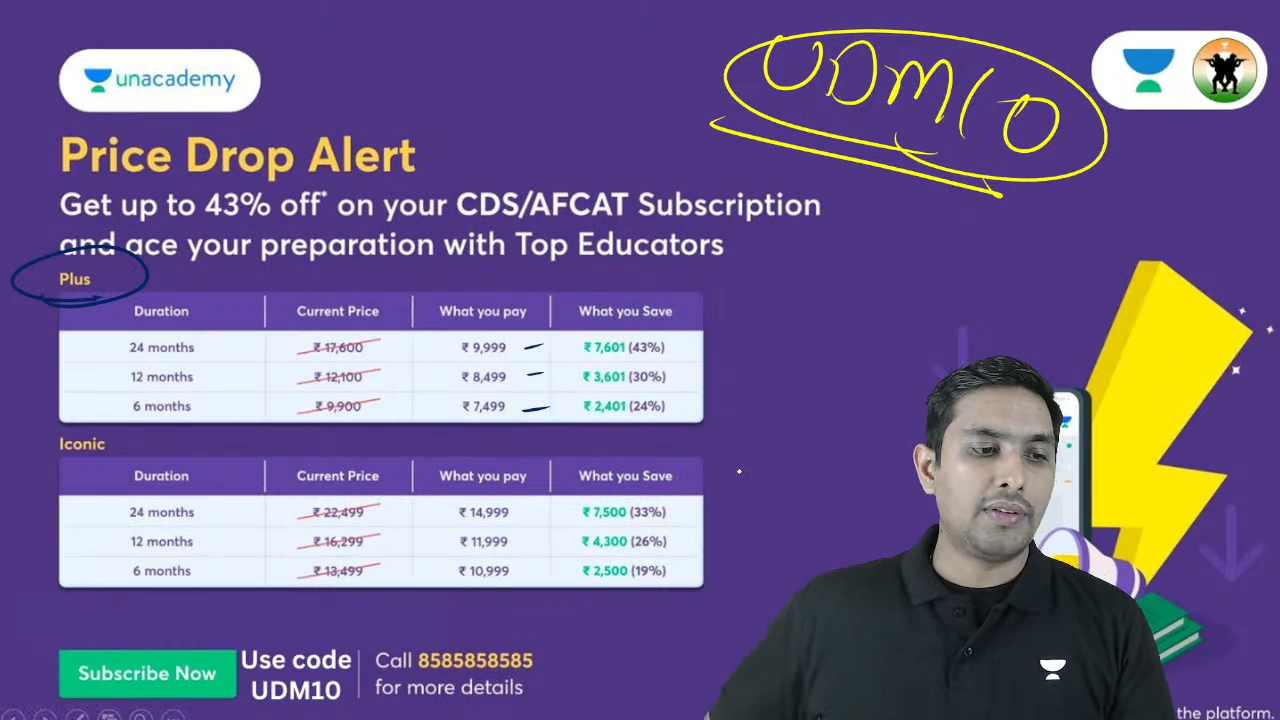 unacademy
UDM10
Price Drop Alert
Get up to 43% off* on your CDS/AFCAT Subscription
and ace your preparation with Top Educators
Plus
Duration Current Price What you pay What you Save
24 months ₹ 17,600 ₹ 9,999 ₹ 7,601 (43%)
12 months ₹ 12,100 ₹ 8,499 ₹ 3,601 (30%)
6 months ₹ 9,900 ₹ 7,499 ₹ 2,401 (24%)
Iconic
Duration Current Price What you pay What you Save
24 months ₹ 22,499 ₹ 14,999 ₹ 7,500 (33%)
12 months ₹ 16,299 ₹ 11,999 ₹ 4,300 (26%)
6 months ₹ 13,499 ₹ 10,999 ₹ 2,500 (19%)
Subscribe Now
Use code
UDM10
Call 8585858585
for more details
the platform.